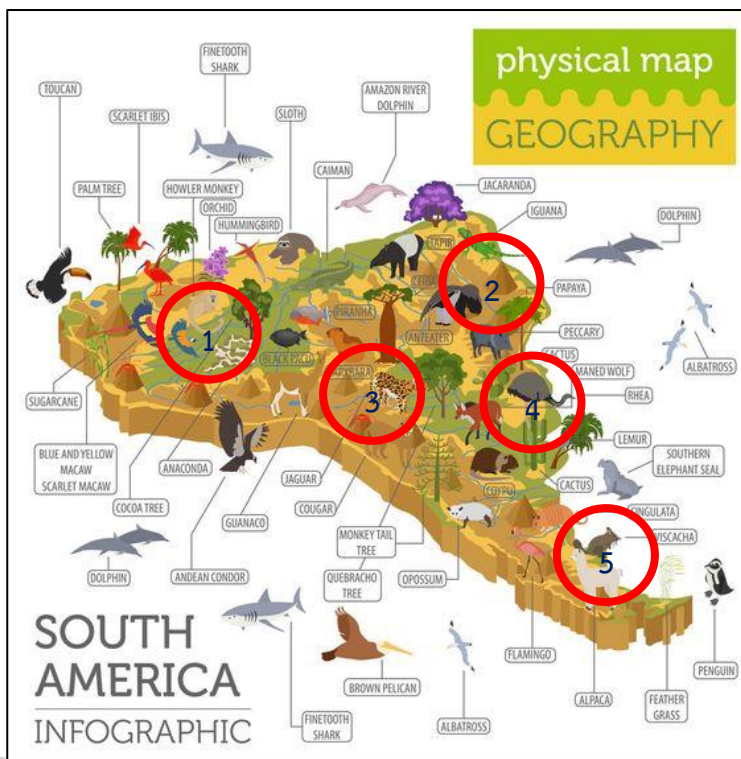 physical map
GEOGRAPHY
FINETOOTH
SHARK
TOUCAN
SCARLET IBIS
SLOTH
AMAZON RIVER
DOLPHIN
PALM TREE
HOWLER MONKEY
ORCHID
HUMMINGBIRD
CAIMAN
JACARANDA
IGUANA
DOLPHIN
TAPIR
CEIBA
PAPAYA
PIRANHA
ANTEATER
PECCARY
BLACK PACU
CACTUS
ALBATROSS
CAPYBARA
MANED WOLF
RHEA
1
2
3
4
5
SUGARCANE
BLUE AND YELLOW
MACAW
SCARLET MACAW
ANACONDA
COCOA TREE
GUANACO
JAGUAR
COUGAR
LEMUR
SOUTHERN
ELEPHANT SEAL
COYPU
CACTUS
CINGULATA
VISCACHA
MONKEY TAIL
TREE
DOLPHIN
ANDEAN CONDOR
QUEBRACHO
TREE
OPOSSUM
FLAMINGO
PENGUIN
SOUTH
AMERICA
INFOGRAPHIC
BROWN PELICAN
ALPACA
FEATHER
GRASS
FINETOOTH
SHARK
ALBATROSS